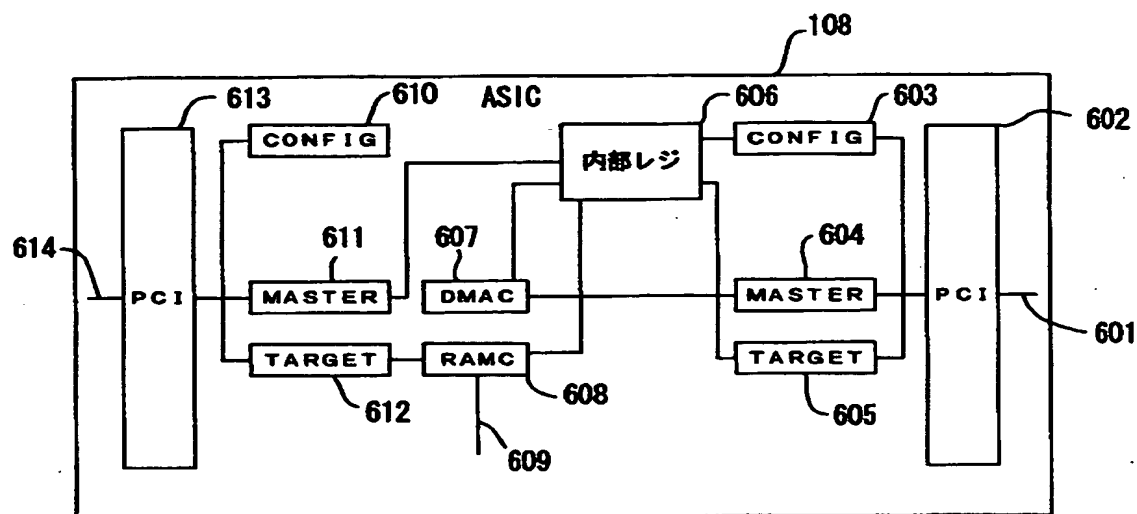 108
ASIC
613
610
606
603
602
CONFIG
内部レジ
CONFIG
614
611
607
604
PCI
MASTER
DMAC
MASTER
PCI
601
TARGET
RAMC
TARGET
612
608
605
609